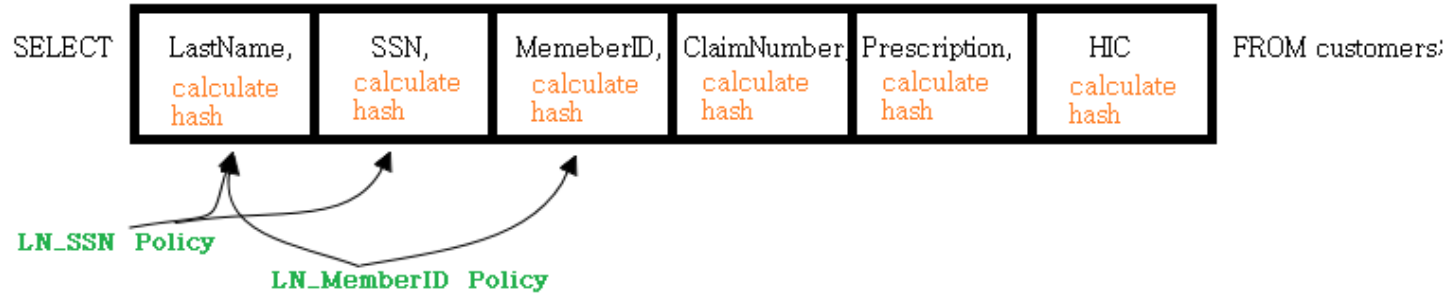 SELECT LastName, SSN, MemeberID, ClaimNumber, Prescription, HIC FROM customers;
calculate hash calculate hash calculate hash calculate hash calculate hash calculate hash
LN_SSN Policy
LN_MemberID Policy